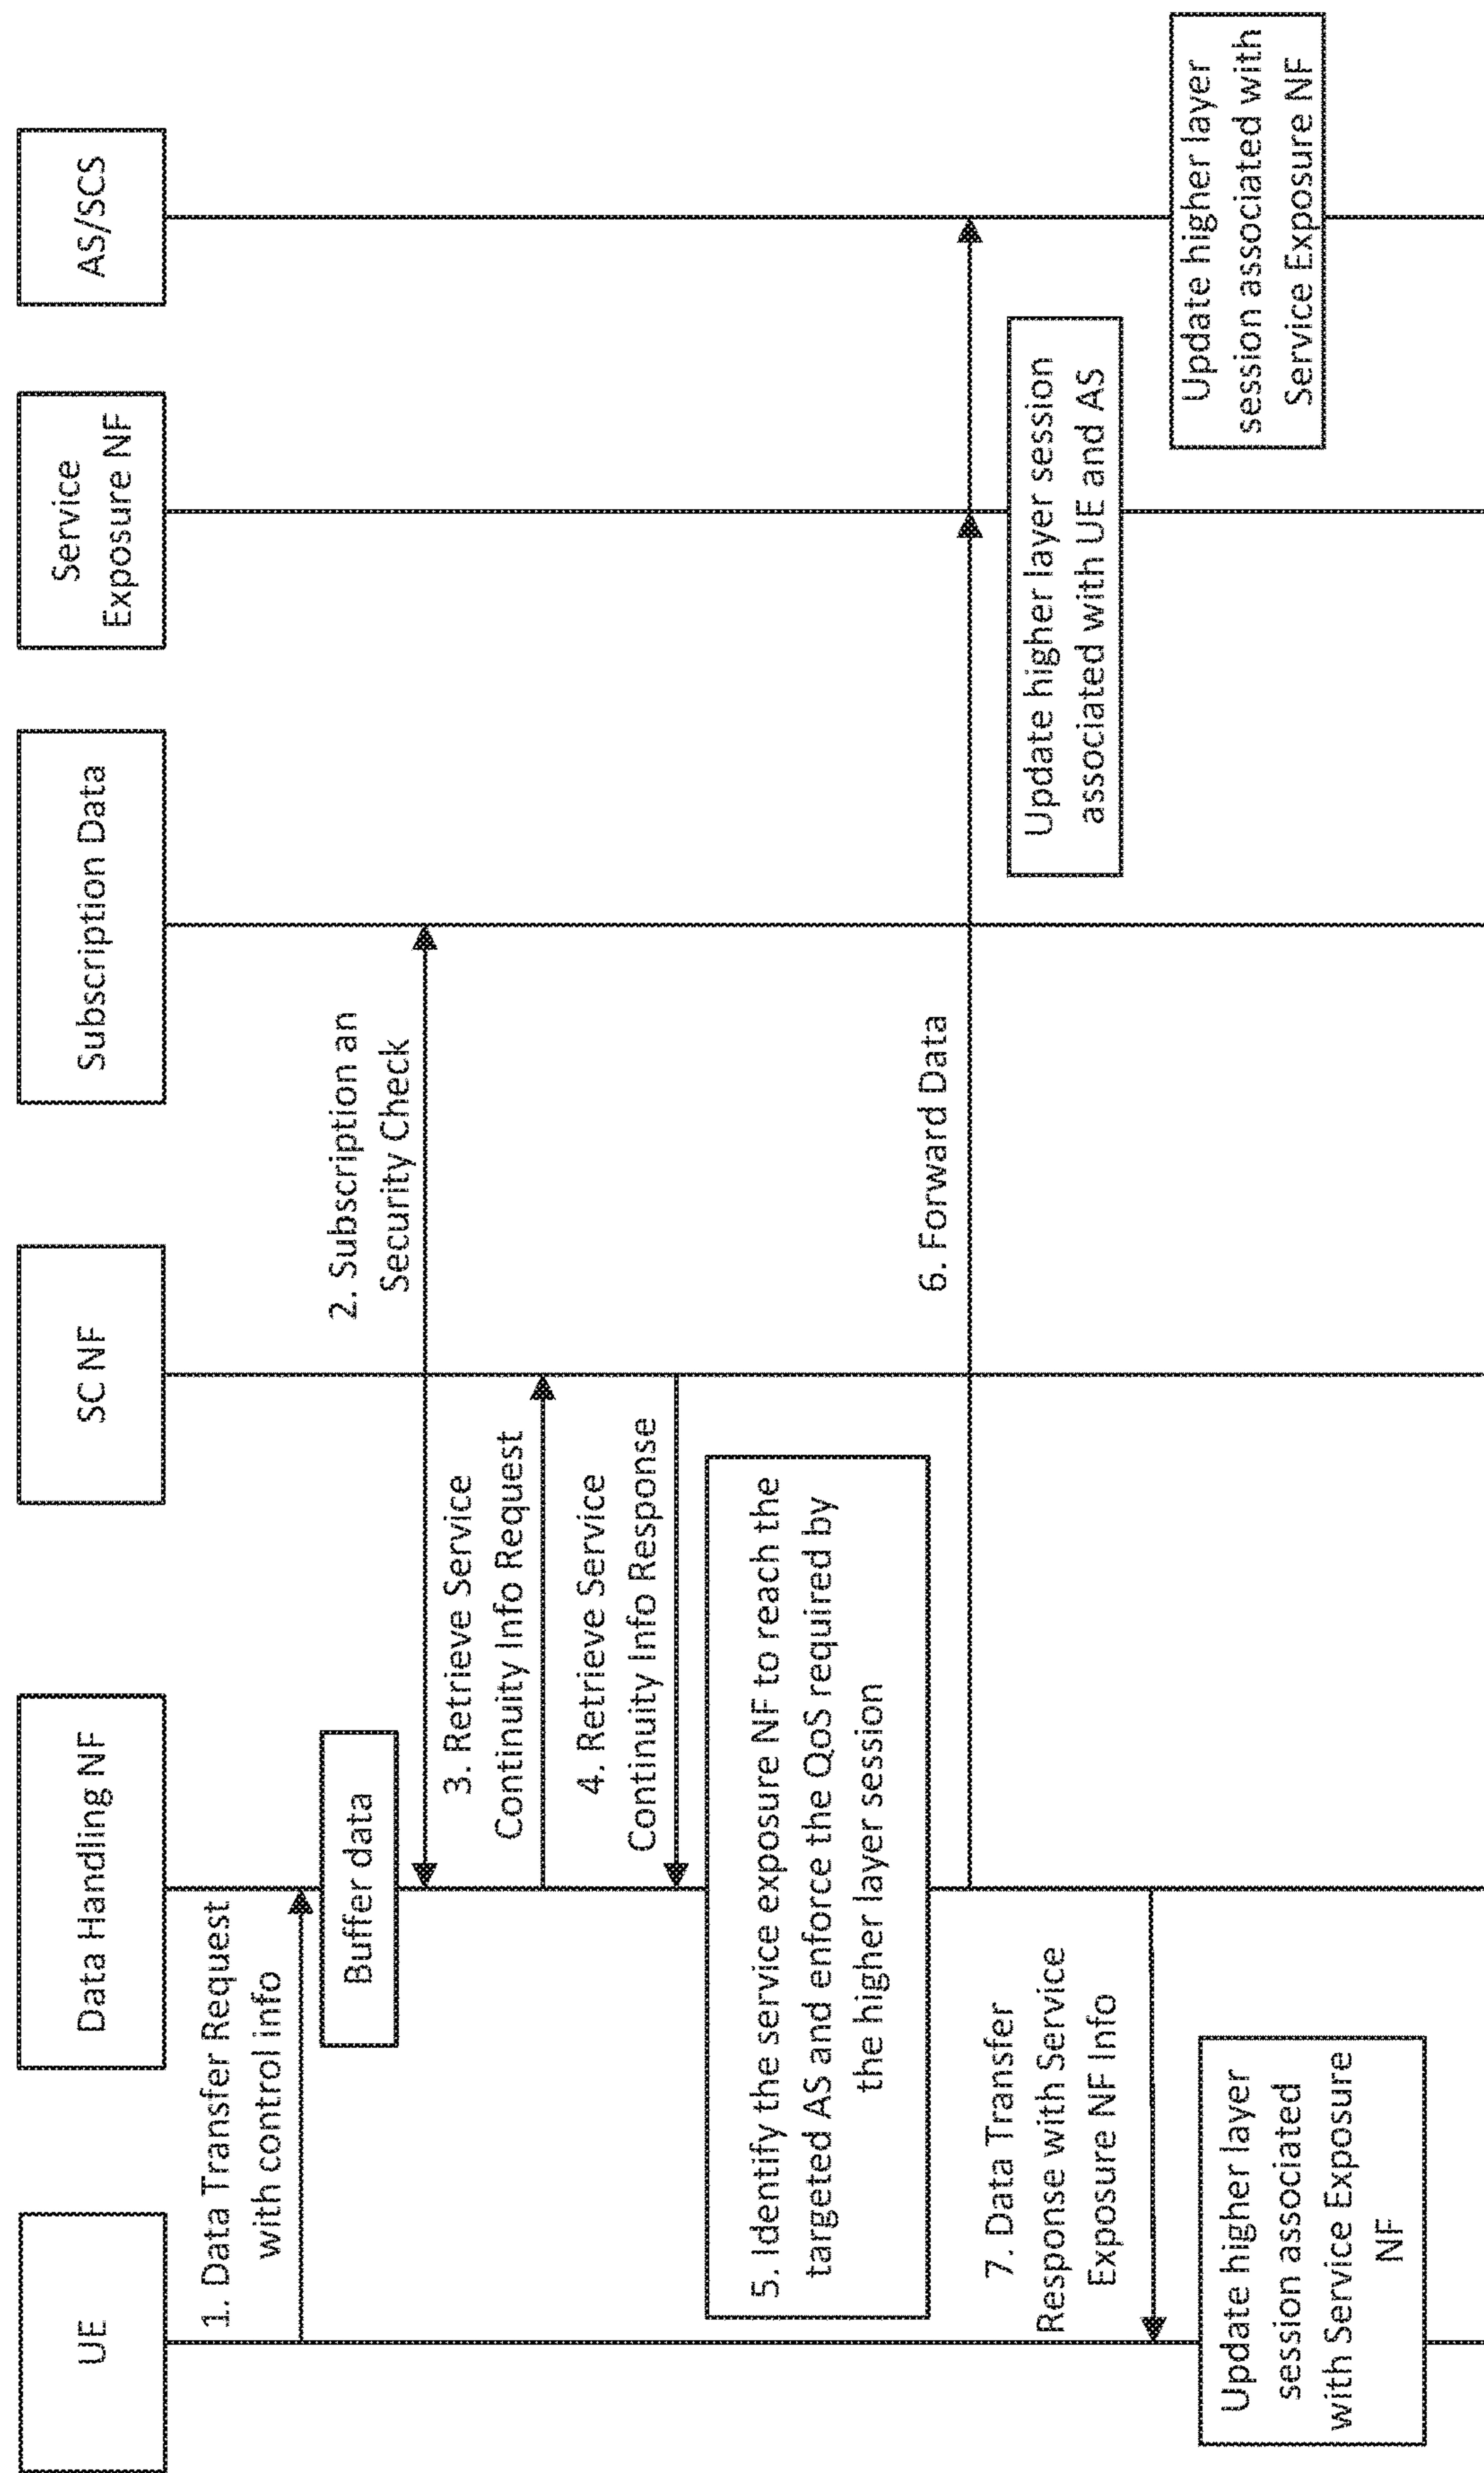 UE
Data Handling NF
SC NF
Subscription Data
Service
Exposure NF
AS/SCS
1. Data Transfer Request
with control info
Buffer data
2. Subscription an
Security Check
3. Retrieve Service
Continuity Info Request
4. Retrieve Service
Continuity Info Response
5. Identify the service exposure NF to reach the
targeted AS and enforce the QoS required by
the higher layer session
6. Forward Data
Update higher layer session
associated with UE and AS
7. Data Transfer
Response with Service
Exposure NF Info
Update higher layer
session associated with
Service Exposure NF
Update higher layer
session associated
with Service Exposure
NF